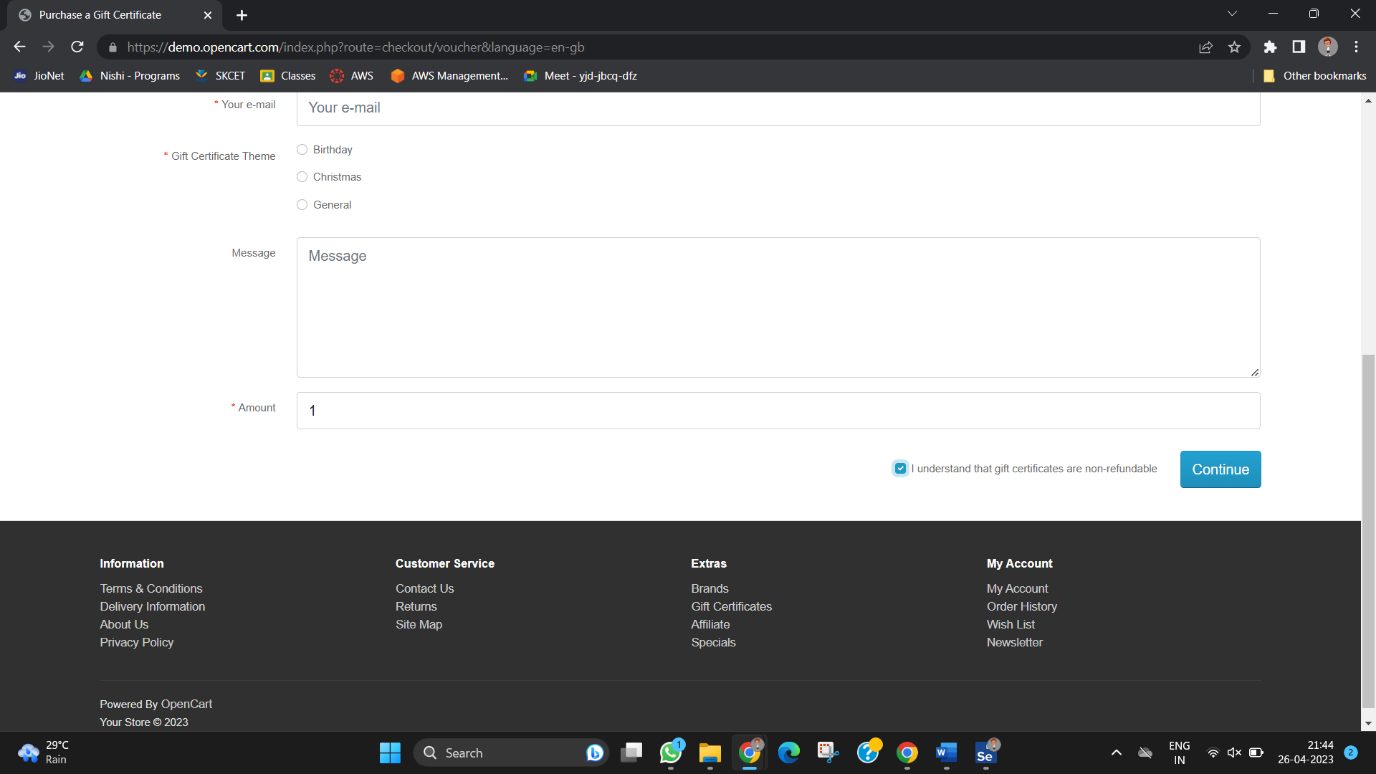 Purchase a Gift Certificate
https://demo.opencart.com/index.php?route=checkout/voucher&language=en-gb
Jio JioNet Nishi - Programs SKCET Classes AWS AWS Management... Meet - yjd-jbcq-dfz Other bookmarks
* Your e-mail Your e-mail
* Gift Certificate Theme
Birthday
Christmas
General
Message Message
* Amount 1
I understand that gift certificates are non-refundable Continue
Information Customer Service Extras My Account
Terms & Conditions Contact Us Brands My Account
Delivery Information Returns Gift Certificates Order History
About Us Site Map Affiliate Wish List
Privacy Policy Specials Newsletter
Powered By OpenCart
Your Store © 2023
29°C
Rain
Search
1
W
Se
ENG
IN
21:44
26-04-2023
2